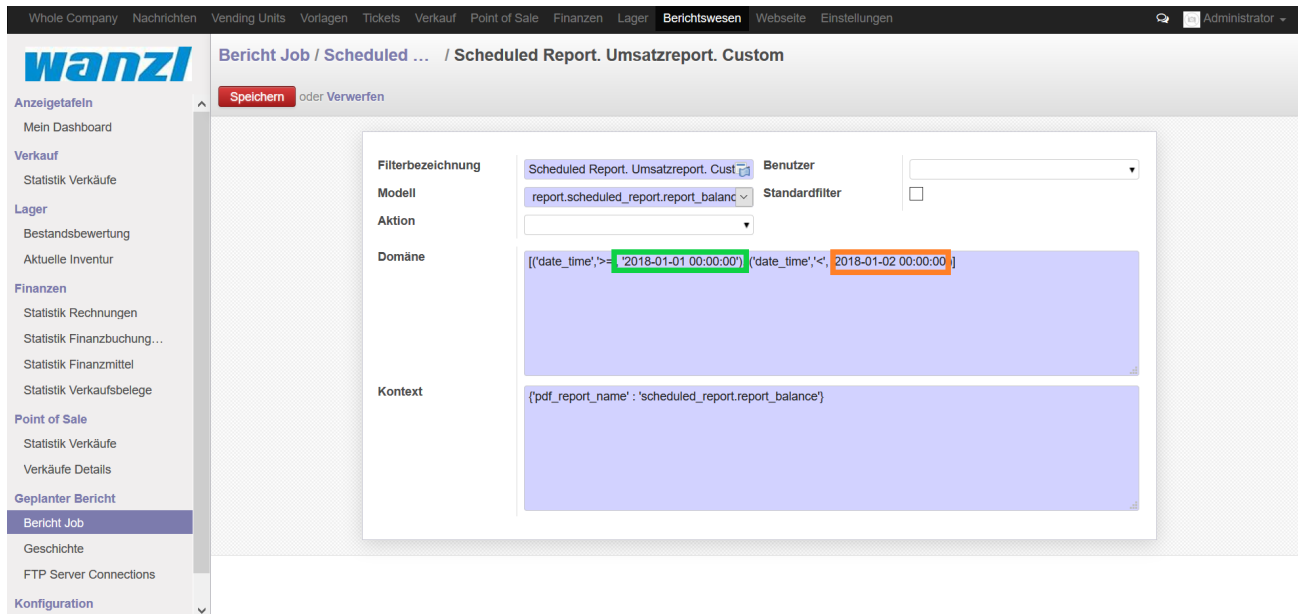 Whole Company Nachrichten Vending Units Vorlagen Tickets Verkauf Point of Sale Finanzen Lager Berichtswesen Webseite Einstellungen Administrator
wanzl
Bericht Job / Scheduled ... / Scheduled Report. Umsatzreport. Custom
Speichern oder Verwerfen
Anzeigetafeln
Mein Dashboard
Verkauf
Statistik Verkäufe
Lager
Bestandsbewertung
Aktuelle Inventur
Finanzen
Statistik Rechnungen
Statistik Finanzbuchung...
Statistik Finanzmittel
Statistik Verkaufsbelege
Point of Sale
Statistik Verkäufe
Verkäufe Details
Geplanter Bericht
Bericht Job
Geschichte
FTP Server Connections
Konfiguration
Filterbezeichnung Scheduled Report. Umsatzreport. Cust Benutzer
Modell report.scheduled_report.report_balanc Standardfilter
Aktion
Domäne [('date_time','>= , '2018-01-01 00:00:00') ('date_time','<', 2018-01-02 00:00:00 )]
Kontext {'pdf_report_name' : 'scheduled_report.report_balance'}